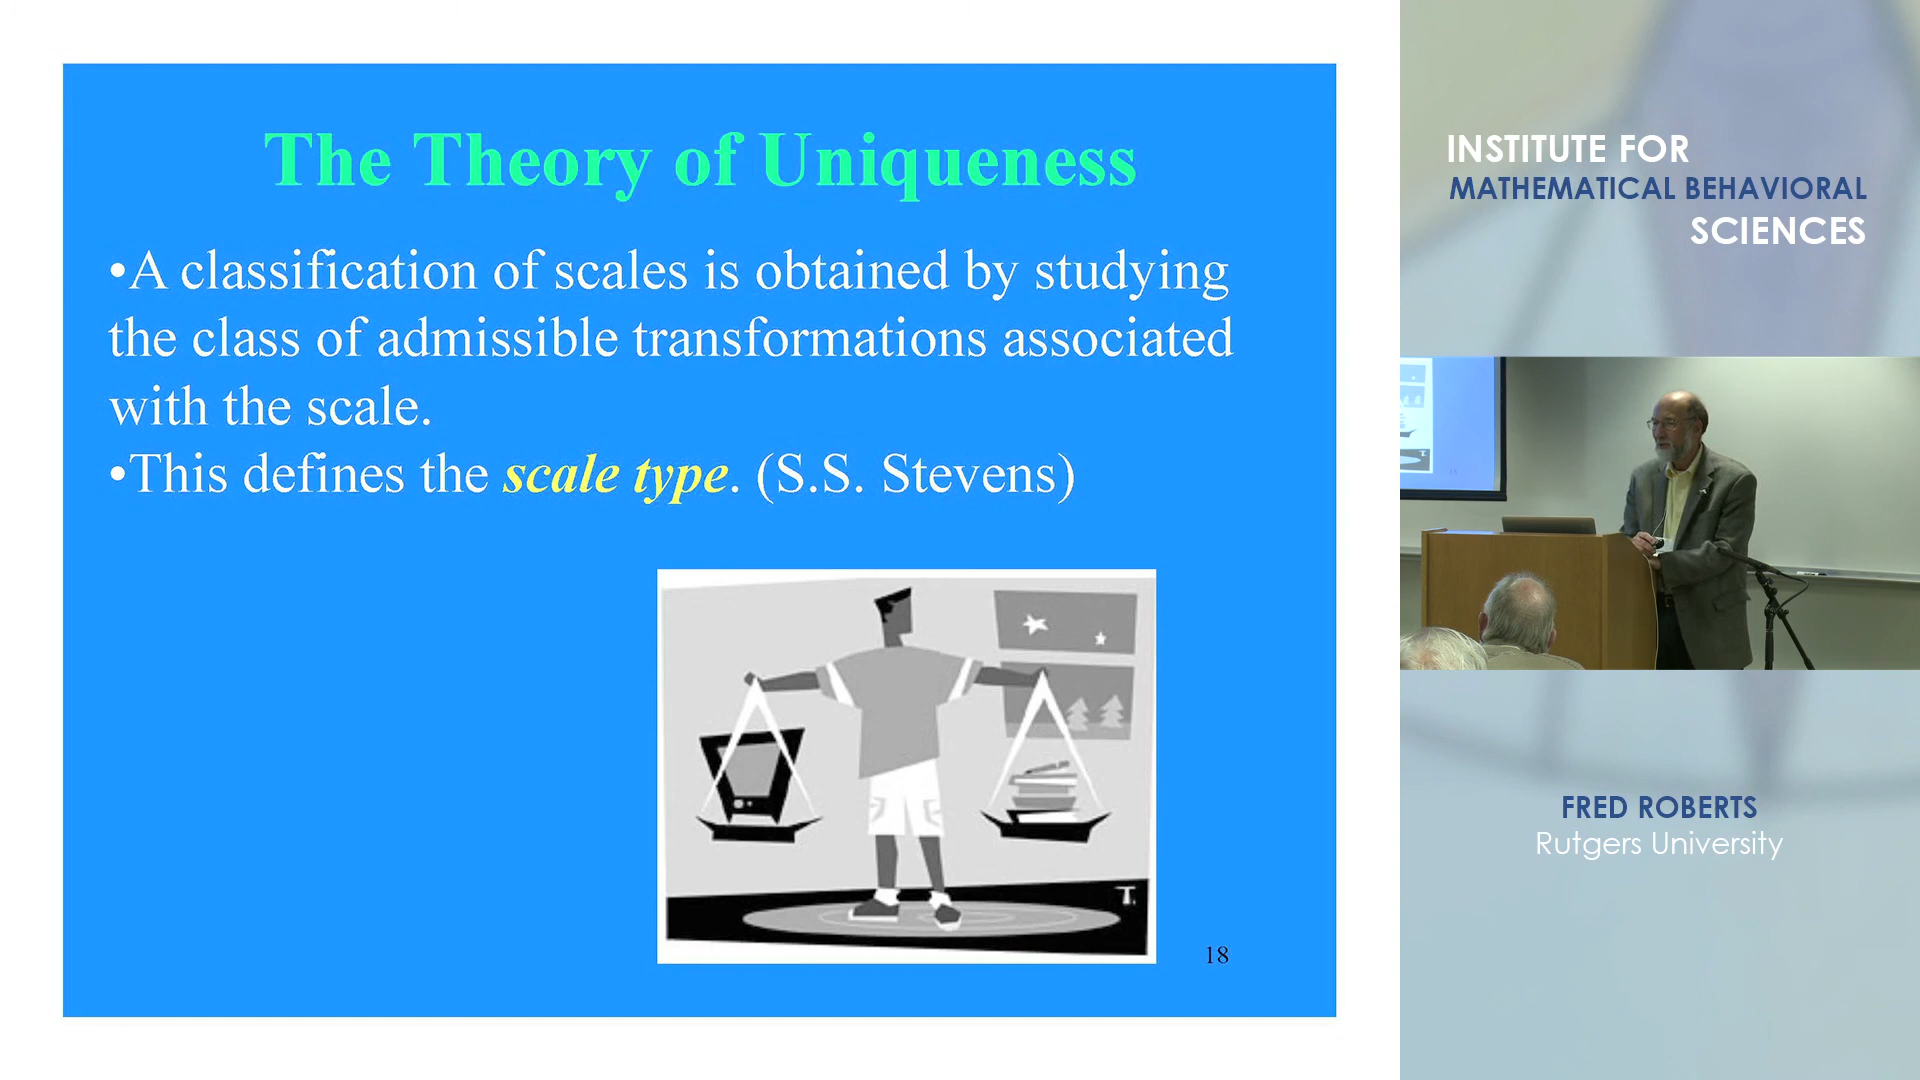 The Theory of Uniqueness
•A classification of scales is obtained by studying
the class of admissible transformations associated
with the scale.
•This defines the scale type. (S.S. Stevens)
T.
18
INSTITUTE FOR
MATHEMATICAL BEHAVIORAL
SCIENCES
FRED ROBERTS
Rutgers University